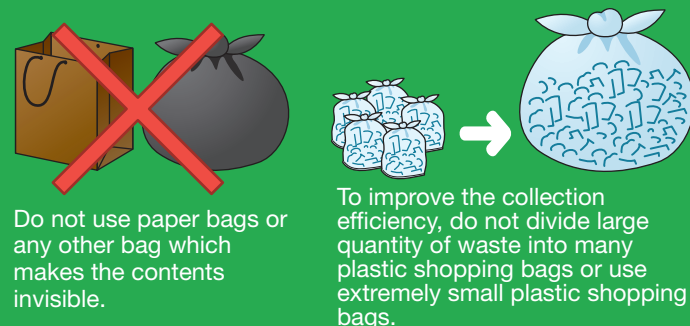 Do not use paper bags or
any other bag which
makes the contents
invisible.
To improve the collection
efficiency, do not divide large
quantity of waste into many
plastic shopping bags or use
extremely small plastic shopping
bags.